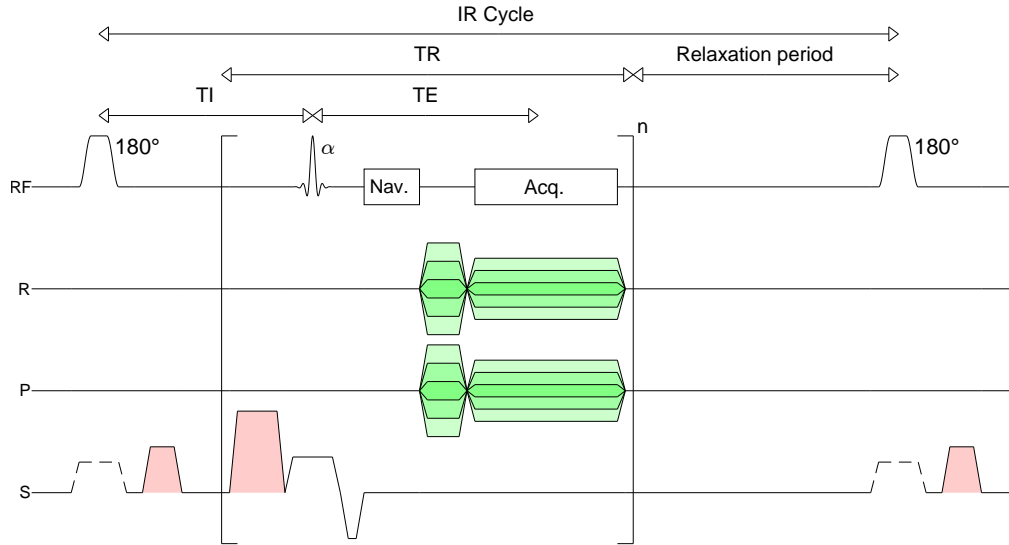 IR Cycle
TR
Relaxation period
TI
TE
n
180°
α
180°
RF
Nav.
Acq.
R
P
S